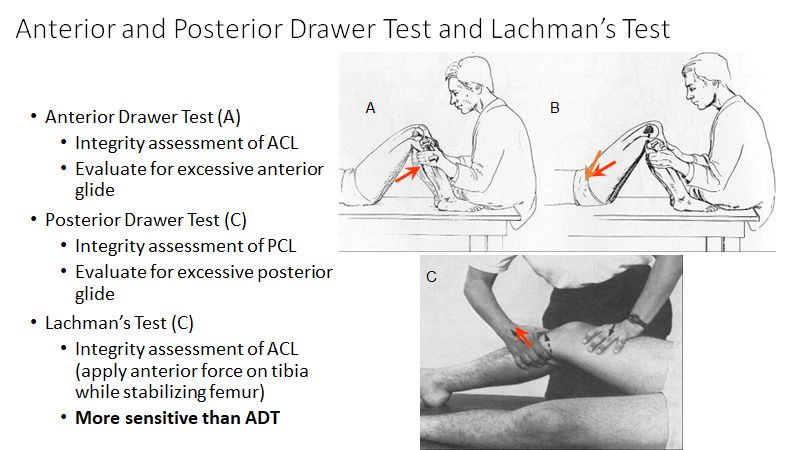 Anterior and Posterior Drawer Test and Lachman's Test
• Anterior Drawer Test (A)
• Integrity assessment of ACL
• Evaluate for excessive anterior
glide
• Posterior Drawer Test (C)
• Integrity assessment of PCL
• Evaluate for excessive posterior
glide
• Lachman's Test (C)
• Integrity assessment of ACL
(apply anterior force on tibia
while stabilizing femur)
• More sensitive than ADT
A
B
C